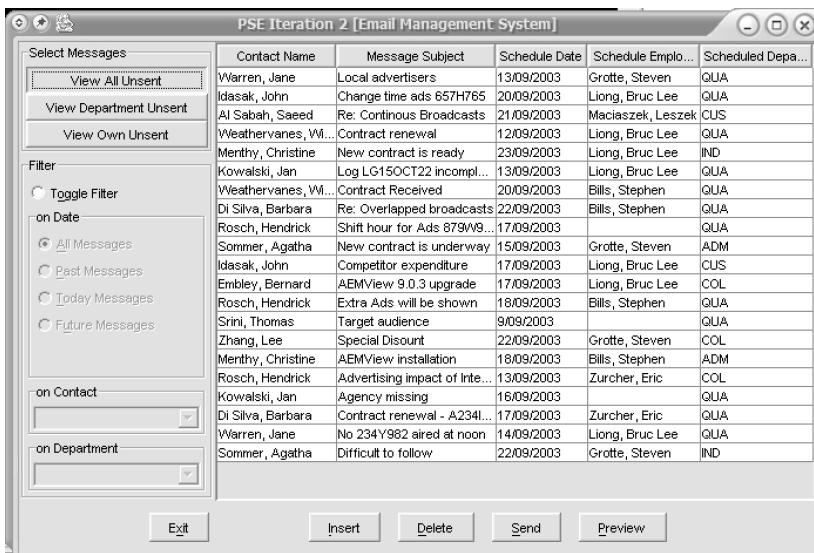 PSE Iteration 2 [Email Management System]
Select Messages
View All Unsent
View Department Unsent
View Own Unsent
Filter
Toggle Filter
on Date
All Messages
Past Messages
Today Messages
Future Messages
on Contact
on Department
Contact Name Message Subject Schedule Date Schedule Emplo... Scheduled Depa...
Warren, Jane Local advertisers 13/09/2003 Grotte, Steven QUA
Idasak, John Change time ads 657H765 20/09/2003 Liong, Bruc Lee QUA
Al Sabah, Saeed Re: Continous Broadcasts 21/09/2003 Maciaszek, Leszek CUS
Weathervanes, Wi... Contract renewal 12/09/2003 Liong, Bruc Lee QUA
Menthy, Christine New contract is ready 23/09/2003 Liong, Bruc Lee IND
Kowalski, Jan Log LG15OCT22 incompl... 13/09/2003 Liong, Bruc Lee QUA
Weathervanes, Wi... Contract Received 20/09/2003 Bills, Stephen QUA
Di Silva, Barbara Re: Overlapped broadcasts 22/09/2003 Bills, Stephen QUA
Rosch, Hendrick Shift hour for Ads 879W9... 17/09/2003 QUA
Sommer, Agatha New contract is underway 15/09/2003 Grotte, Steven ADM
Idasak, John Competitor expenditure 17/09/2003 Liong, Bruc Lee CUS
Embley, Bernard AEMView 9.0.3 upgrade 17/09/2003 Liong, Bruc Lee COL
Rosch, Hendrick Extra Ads will be shown 18/09/2003 Bills, Stephen QUA
Srini, Thomas Target audience 9/09/2003 QUA
Zhang, Lee Special Disount 22/09/2003 Grotte, Steven COL
Menthy, Christine AEMView installation 18/09/2003 Bills, Stephen ADM
Rosch, Hendrick Advertising impact of Inte... 13/09/2003 Zurcher, Eric COL
Kowalski, Jan Agency missing 16/09/2003 QUA
Di Silva, Barbara Contract renewal - A234I... 17/09/2003 Zurcher, Eric QUA
Warren, Jane No 234Y982 aired at noon 14/09/2003 Liong, Bruc Lee QUA
Sommer, Agatha Difficult to follow 22/09/2003 Grotte, Steven IND
Exit Insert Delete Send Preview